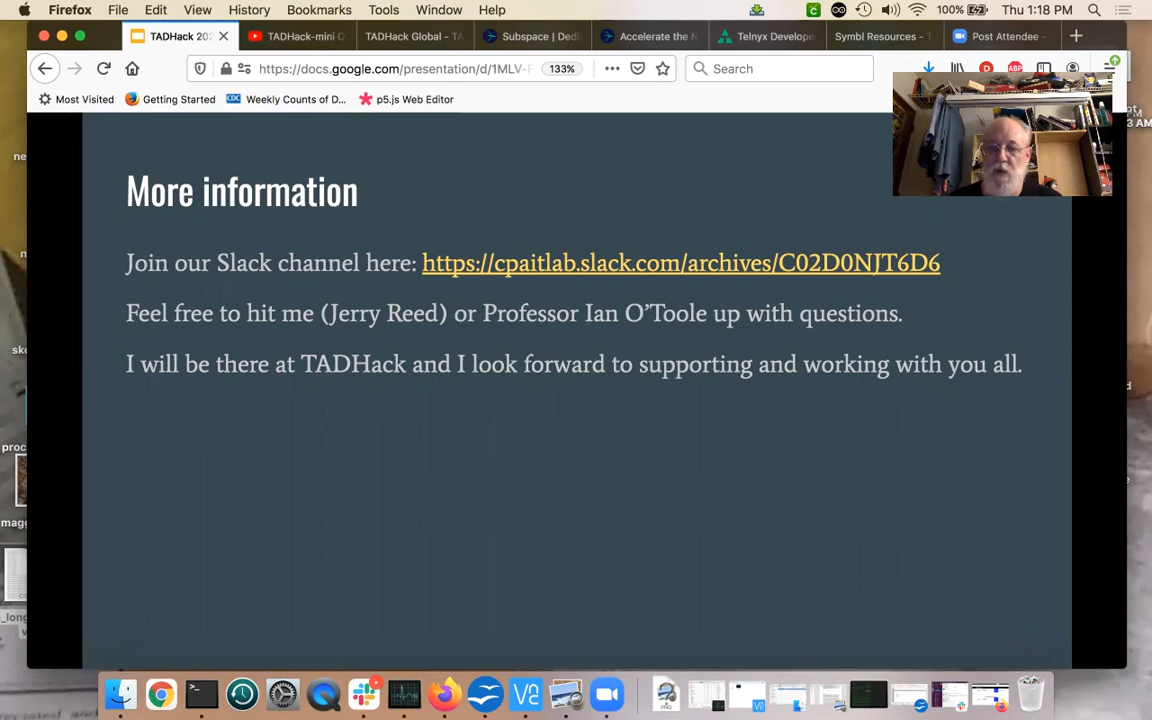 Firefox File Edit View History Bookmarks Tools Window Help 100% Thu 1:18 PM
TADHack 202 TADHack-mini O TADHack Global - TA Subspace | Dedi Accelerate the N Telnyx Develope Symbl Resources - T Post Attendee -
https://docs.google.com/presentation/d/1MLV-F 133% Search
Most Visited Getting Started Weekly Counts of D... p5.js Web Editor
More information
Join our Slack channel here: https://cpaitlab.slack.com/archives/C02D0NJT6D6
Feel free to hit me (Jerry Reed) or Professor Ian O'Toole up with questions.
I will be there at TADHack and I look forward to supporting and working with you all.